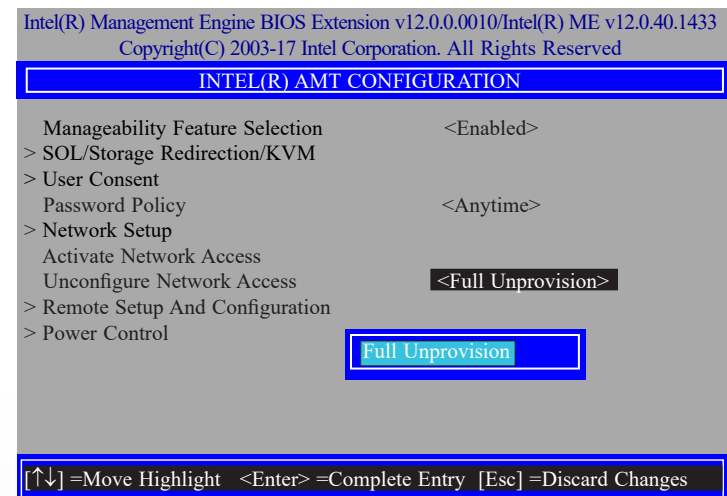 Intel(R) Management Engine BIOS Extension v12.0.0.0010/Intel(R) ME v12.0.40.1433
Copyright(C) 2003-17 Intel Corporation. All Rights Reserved
INTEL(R) AMT CONFIGURATION
Manageability Feature Selection <Enabled>
> SOL/Storage Redirection/KVM
> User Consent
Password Policy <Anytime>
> Network Setup
Activate Network Access
Unconfigure Network Access <Full Unprovision>
> Remote Setup And Configuration
> Power Control
Full Unprovision
[↑↓] =Move Highlight <Enter> =Complete Entry [Esc] =Discard Changes